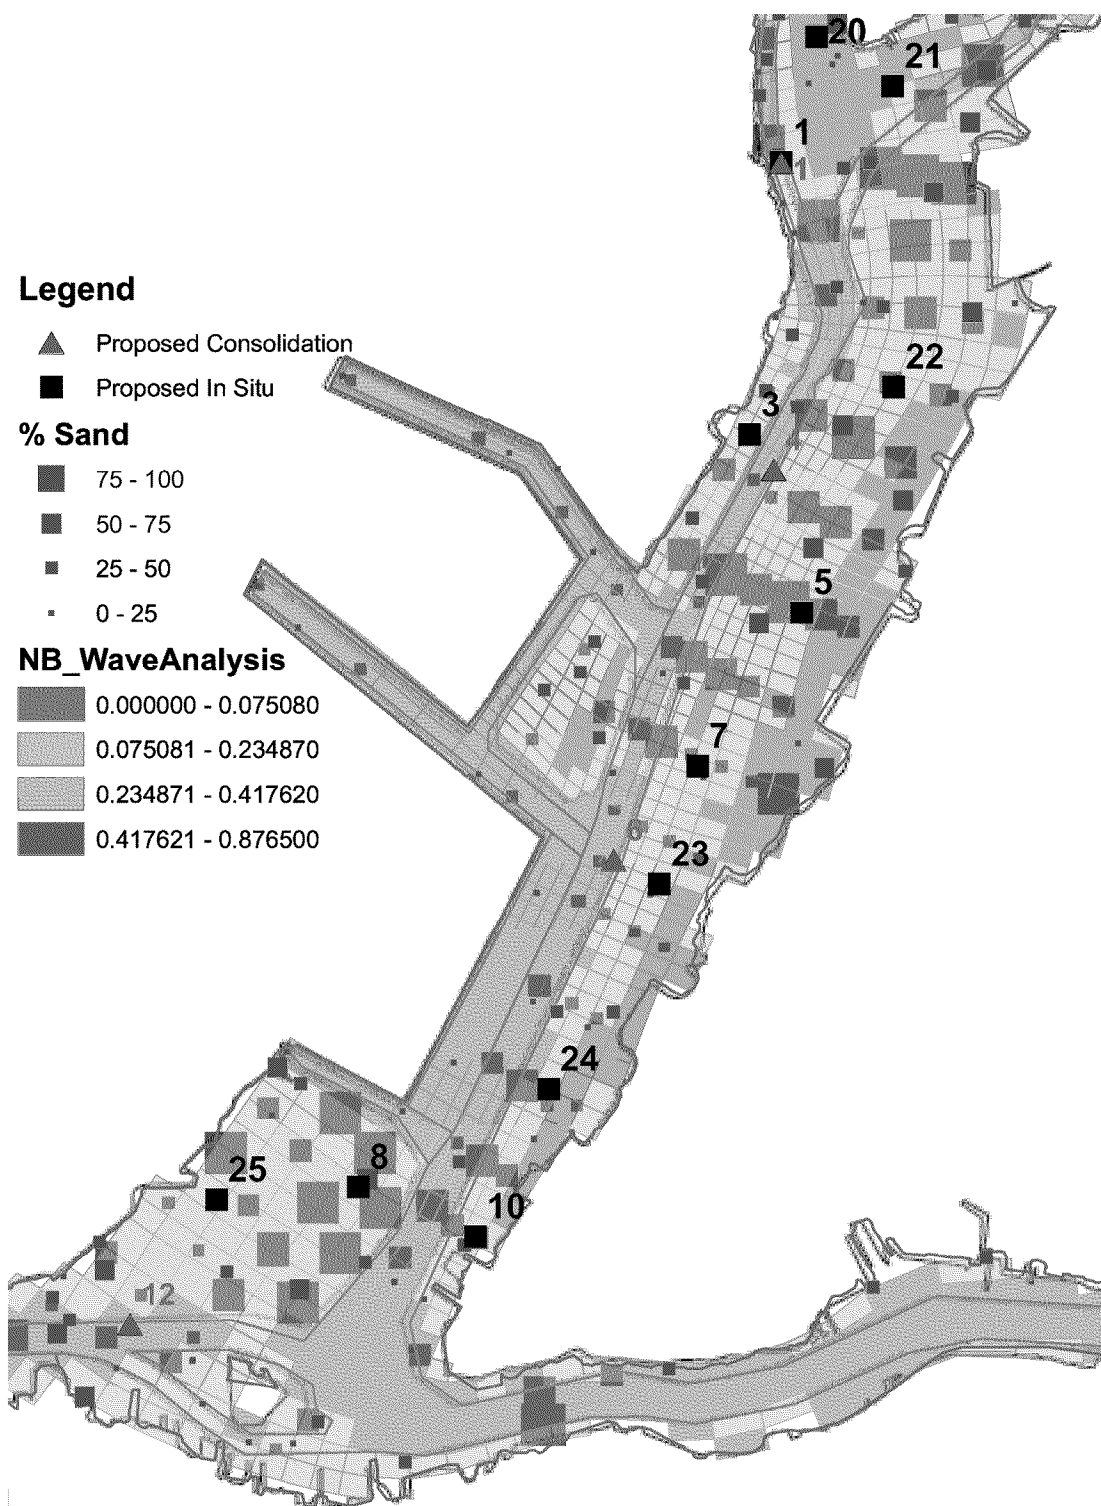 20
21
1
1
Legend
Proposed Consolidation
Proposed In Situ
22
3
% Sand
75 - 100
50 - 75
25 - 50
0 - 25
5
NB_WaveAnalysis
0.000000 - 0.075080
0.075081 - 0.234870
0.234871 - 0.417620
0.417621 - 0.876500
7
6
23
24
8
25
10
12